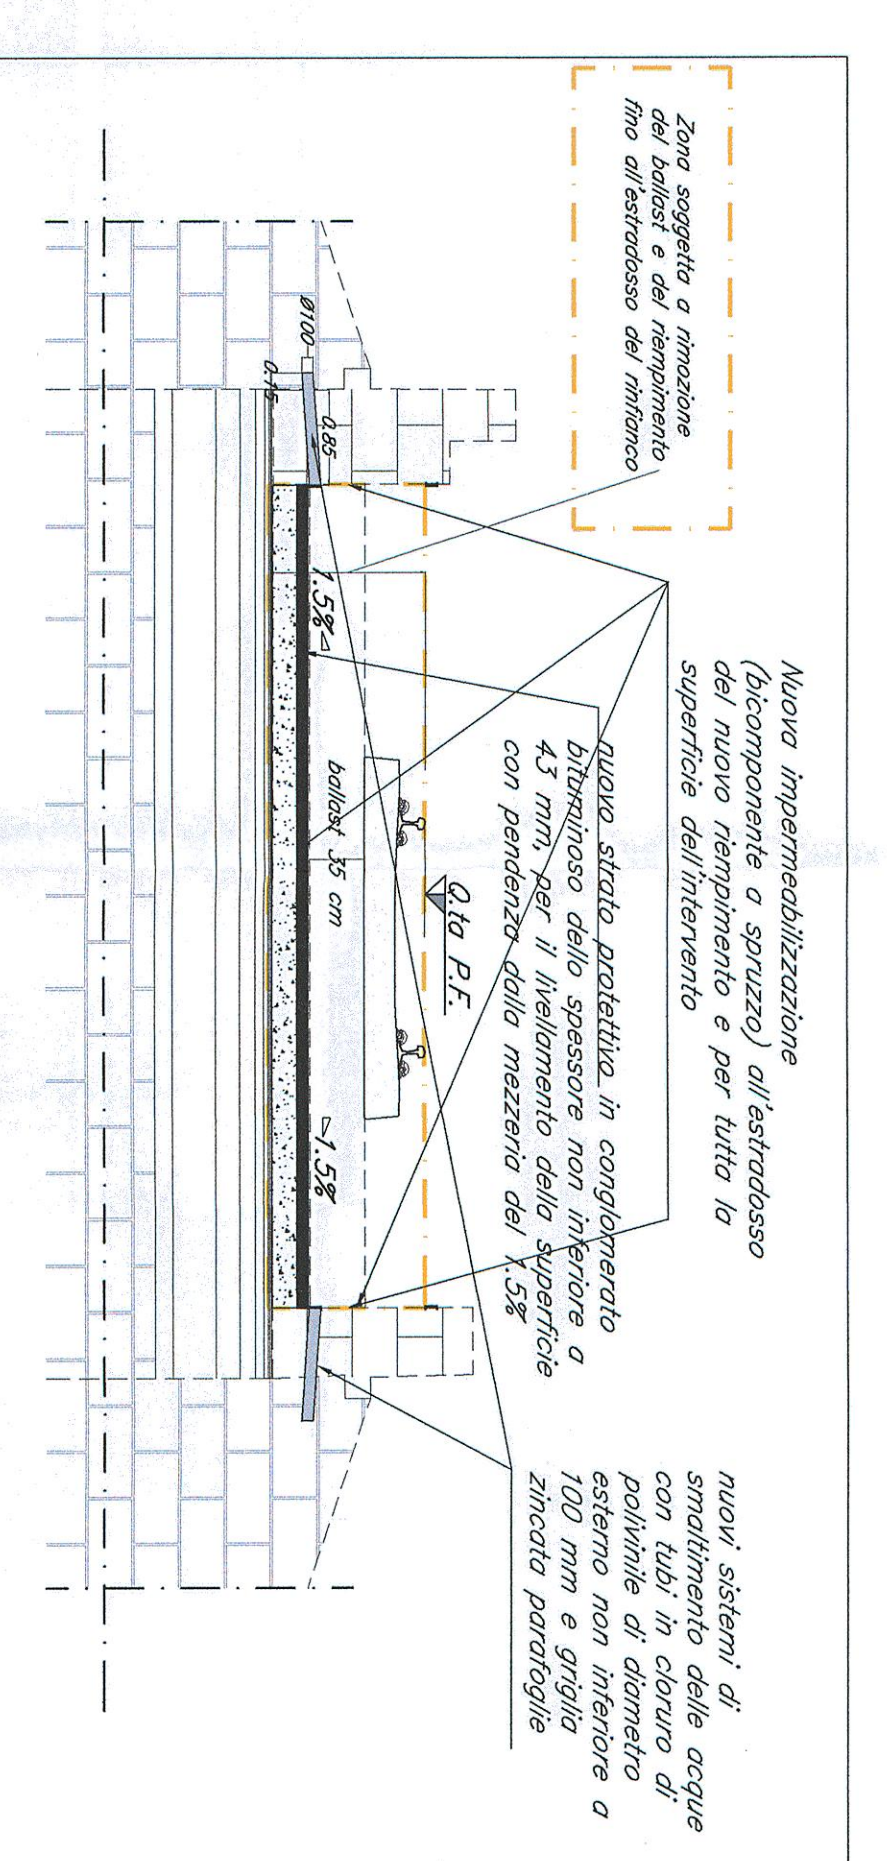 Zona soggetta a rimozione
del ballast e del riempimento
fino all'estradosso del rinfianco
Nuova impermeabilizzazione
(bicomponente a spruzzo) all'estradosso
del nuovo riempimento e per tutta la
superficie dell'intervento
nuovo strato protettivo in conglomerato
bituminoso dello spessore non inferiore a
43 mm, per il livellamento della superficie
con pendenza dalla mezzeria del 1.5%
nuovi sistemi di
smaltimento delle acque
con tubi in cloruro di
polivinile di diametro
esterno non inferiore a
100 mm e griglia
zincata parafoglie
Q.ta P.F.
Ø100
0.85
0.15
1.5%
ballast 35 cm
1.5%